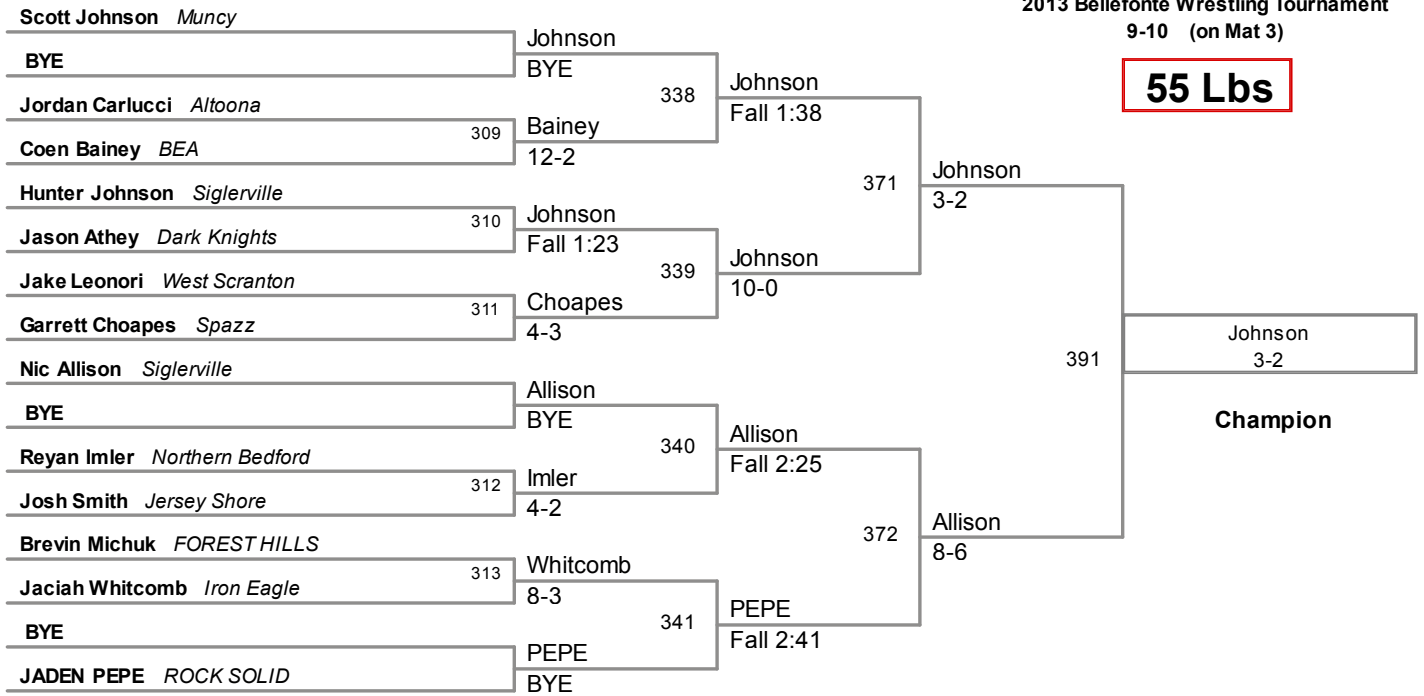 2013 Bellefonte Wrestling Tournament
9-10 (on Mat 3)
55 Lbs
Scott Johnson Muncy
BYE
Jordan Carlucci Altoona
Coen Bainey BEA
Hunter Johnson Siglerville
Jason Athey Dark Knights
Jake Leonori West Scranton
Garrett Choapes Spazz
Nic Allison Siglerville
BYE
Reyan Imler Northern Bedford
Josh Smith Jersey Shore
Brevin Michuk FOREST HILLS
Jaciah Whitcomb Iron Eagle
BYE
JADEN PEPE ROCK SOLID
309
310
311
312
313
Johnson
BYE
Bainey
12-2
Johnson
Fall 1:23
Choapes
4-3
Allison
BYE
Imler
4-2
Whitcomb
8-3
PEPE
BYE
338
339
340
341
Johnson
Fall 1:38
Johnson
10-0
Allison
Fall 2:25
PEPE
Fall 2:41
371
372
Johnson
3-2
Allison
8-6
391
Johnson
3-2
Champion